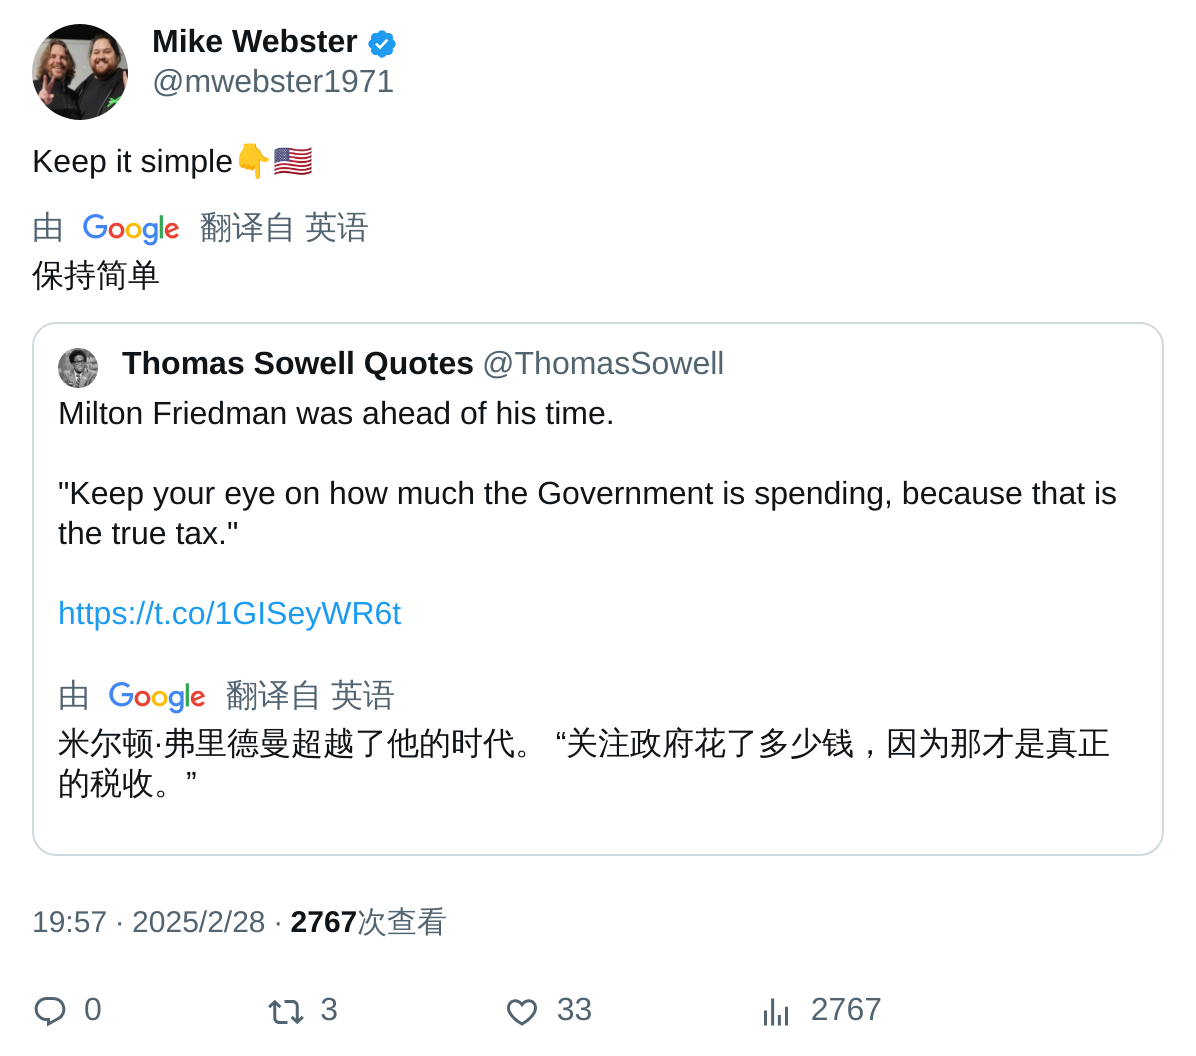 Mike Webster
@mwebster1971
Keep it simple👇🇺🇸
由 Google 翻译自 英语
保持简单
Thomas Sowell Quotes @ThomasSowell
Milton Friedman was ahead of his time.
"Keep your eye on how much the Government is spending, because that is
the true tax."
https://t.co/1GISeyWR6t
由 Google 翻译自 英语
米尔顿·弗里德曼超越了他的时代。 “关注政府花了多少钱，因为那才是真正
的税收。”
19:57 · 2025/2/28 · 2767次查看
0 3 33 2767